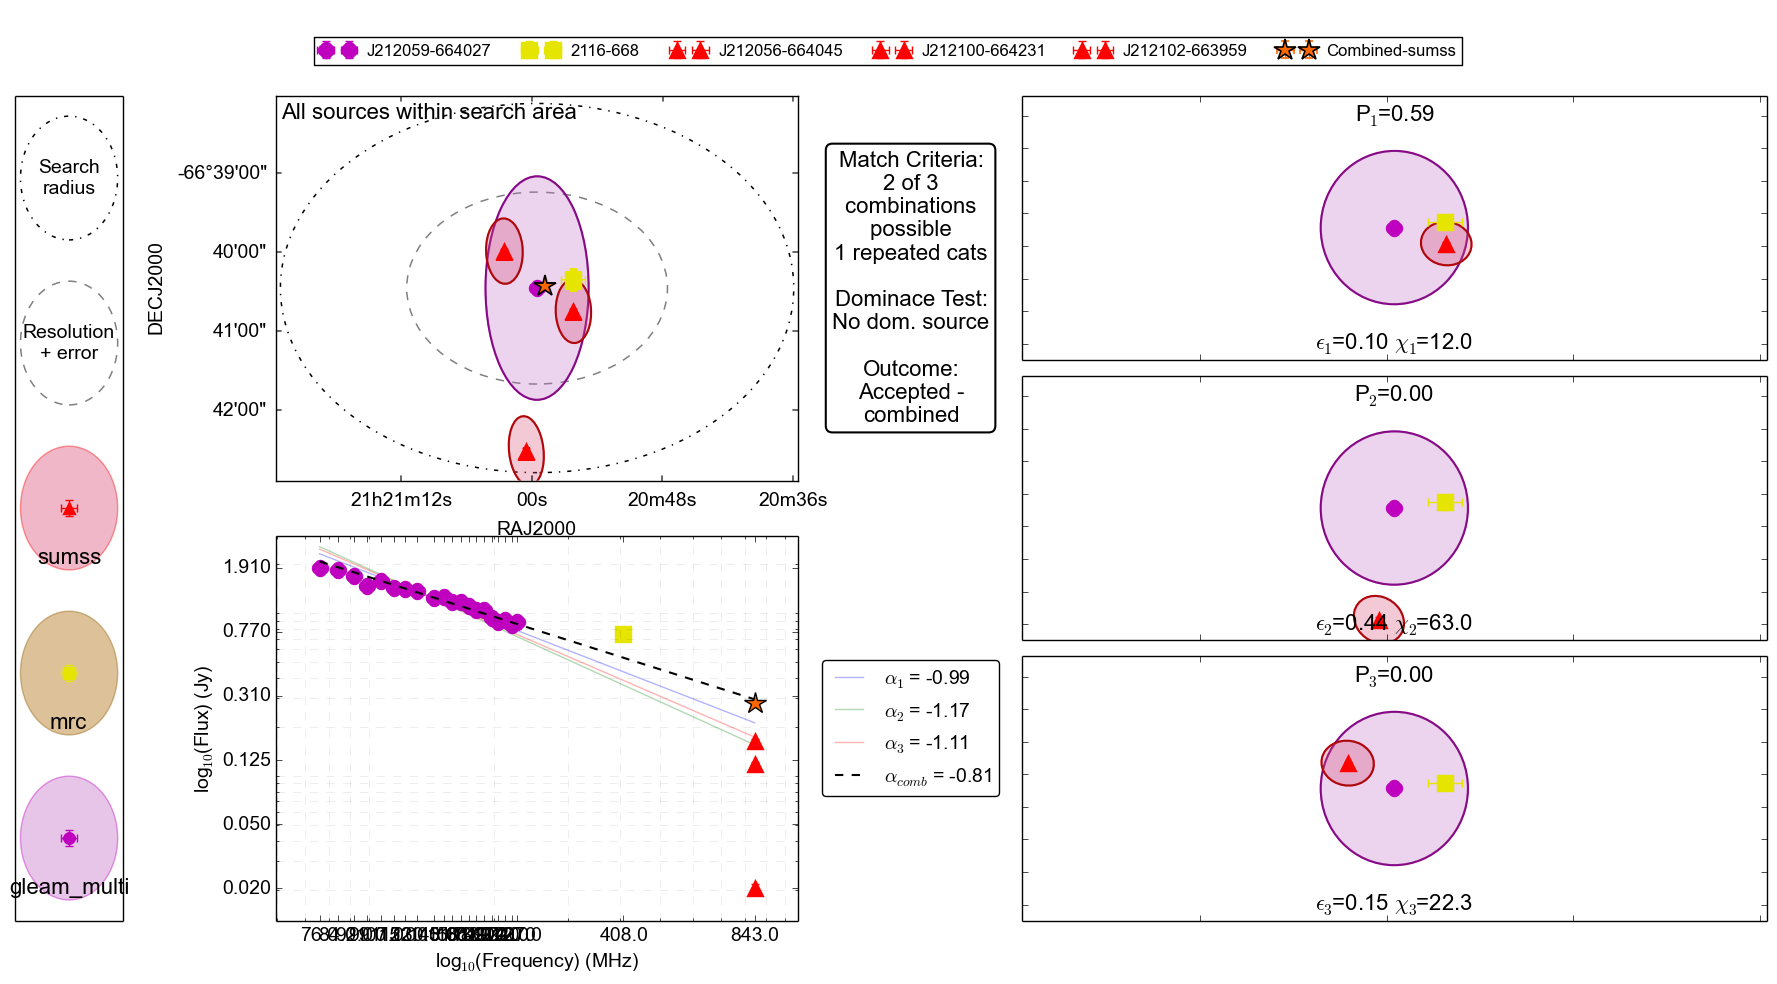 J212059-664027
2116-668
J212056-664045
J212100-664231
J212102-663959
Combined-sumss
Search
radius
Resolution
+ error
sumss
mrc
gleam_multi
All sources within search area
DECJ2000
-66°39'00"
40'00"
41'00"
42'00"
21h21m12s
00s
20m48s
20m36s
RAJ2000
Match Criteria:
2 of 3
combinations
possible
1 repeated cats
Dominace Test:
No dom. source
Outcome:
Accepted -
combined
P₁=0.59
ϵ₁=0.10 χ₁=12.0
P₂=0.00
ϵ₂=0.44 χ₂=63.0
P₃=0.00
ϵ₃=0.15 χ₃=22.3
log₁₀(Flux) (Jy)
1.910
0.770
0.310
0.125
0.050
0.020
408.0
843.0
log₁₀(Frequency) (MHz)
α₁ = -0.99
α₂ = -1.17
α₃ = -1.11
α_comb = -0.81